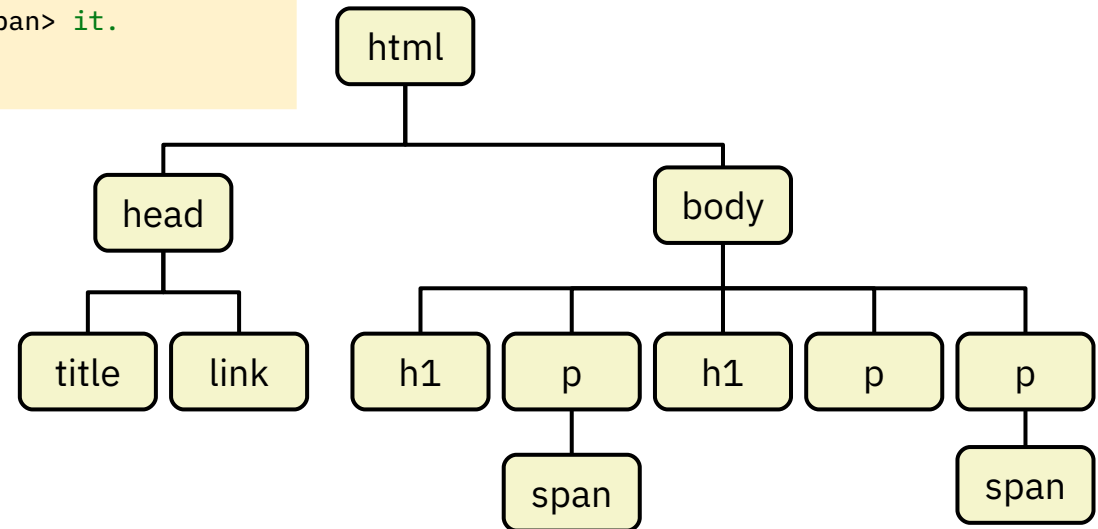 pan> it.
html
head
body
title link h1 p h1 p p
span
span